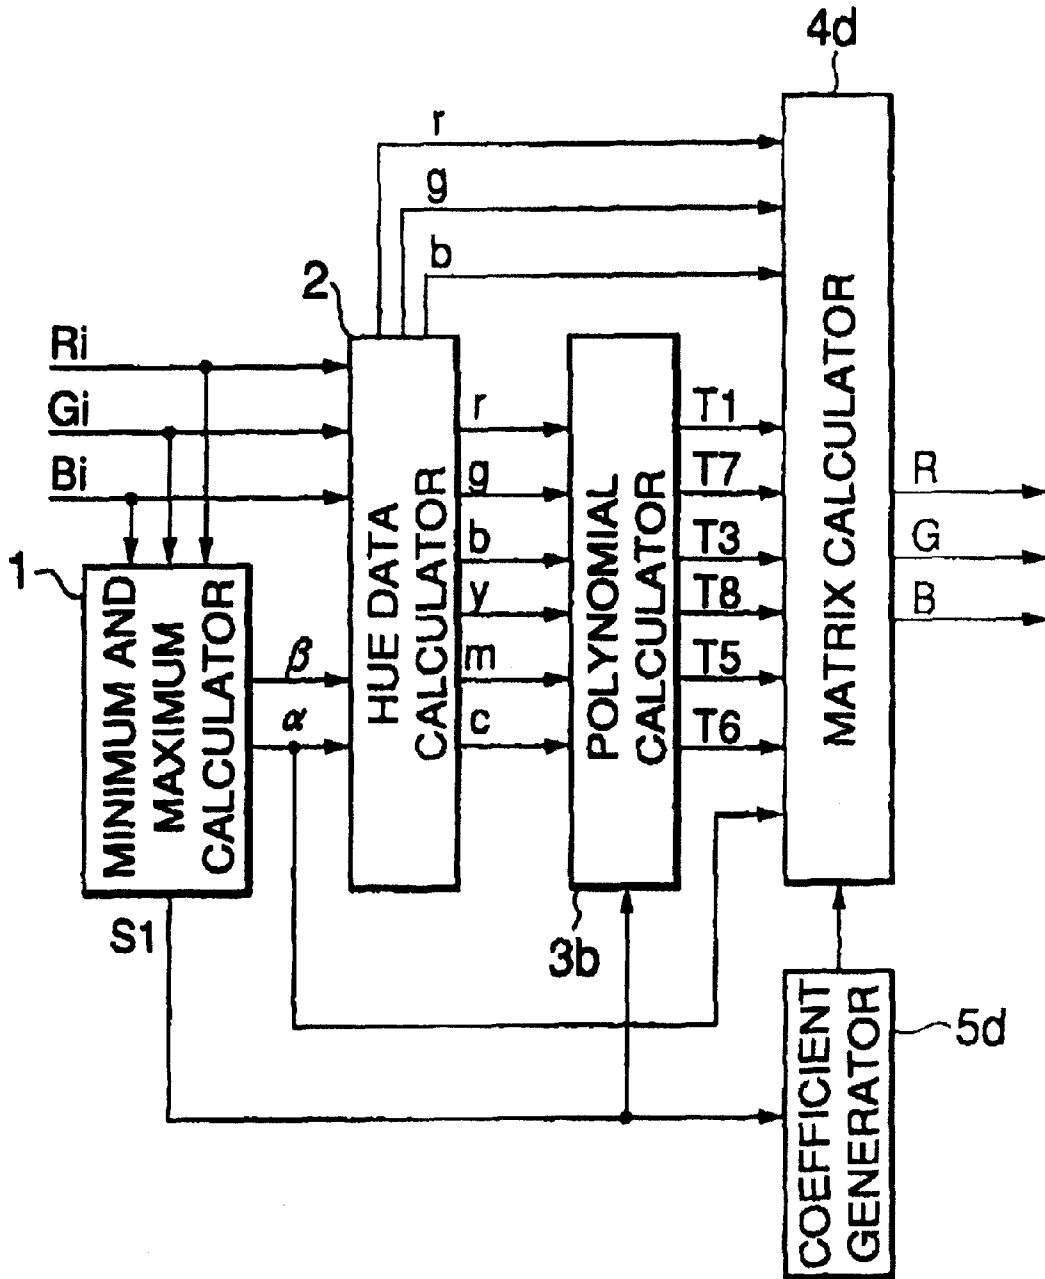 4d
r
g
b
2
Ri
Gi
Bi
r
g
b
y
m
c
T1
T7
T3
T8
T5
T6
R
G
B
1
MINIMUM AND
MAXIMUM
CALCULATOR
β
α
HUE DATA
CALCULATOR
POLYNOMIAL
CALCULATOR
MATRIX CALCULATOR
S1
3b
COEFFICIENT
GENERATOR
5d